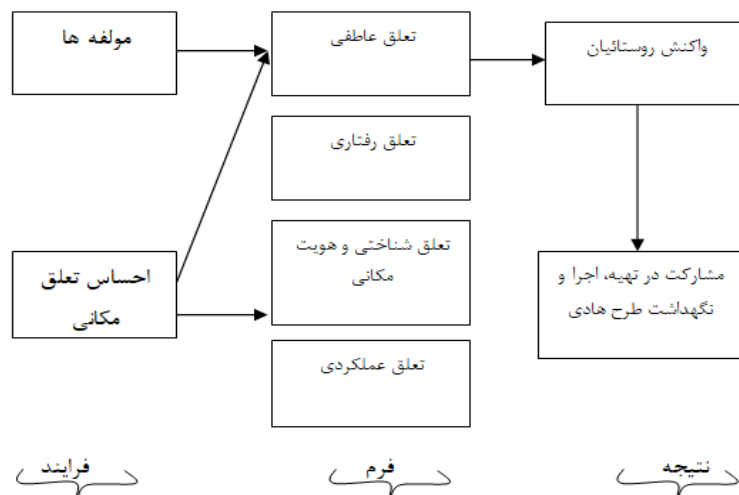 مولفه ها
تعلق عاطفی
واکنش روستائیان
تعلق رفتاری
احساس تعلق
مکانی
تعلق شناختی و هویت
مکانی
مشارکت در تهیه، اجرا و
نگهداشت طرح هادی
تعلق عملکردی
فرایند
فرم
نتیجه